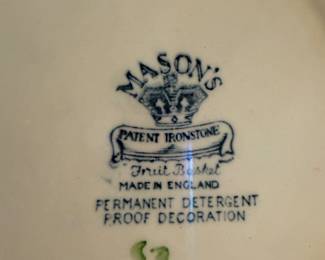 MASON'S
PATENT IRONSTONE
Fruit Basket
MADE IN ENGLAND
PERMANENT DETERGENT
PROOF DECORATION